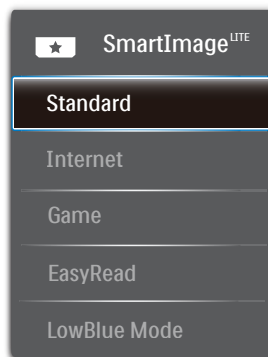 SmartImage LITE
Standard
Internet
Game
EasyRead
LowBlue Mode